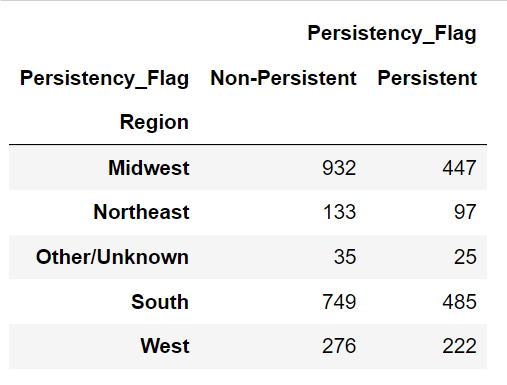 Persistency_Flag
Persistency_Flag Non-Persistent Persistent
Region
Midwest 932 447
Northeast 133 97
Other/Unknown 35 25
South 749 485
West 276 222